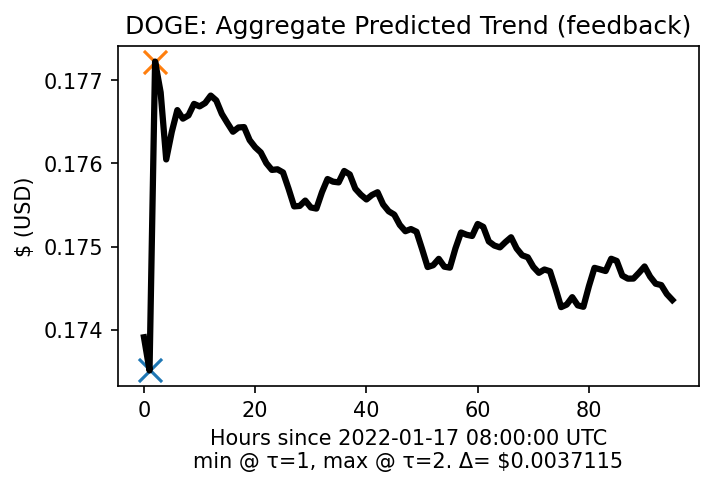 DOGE: Aggregate Predicted Trend (feedback)
0.177
0.176
0.175
0.174
$ (USD)
0 20 40 60 80
Hours since 2022-01-17 08:00:00 UTC
min @ τ=1, max @ τ=2. Δ= $0.0037115